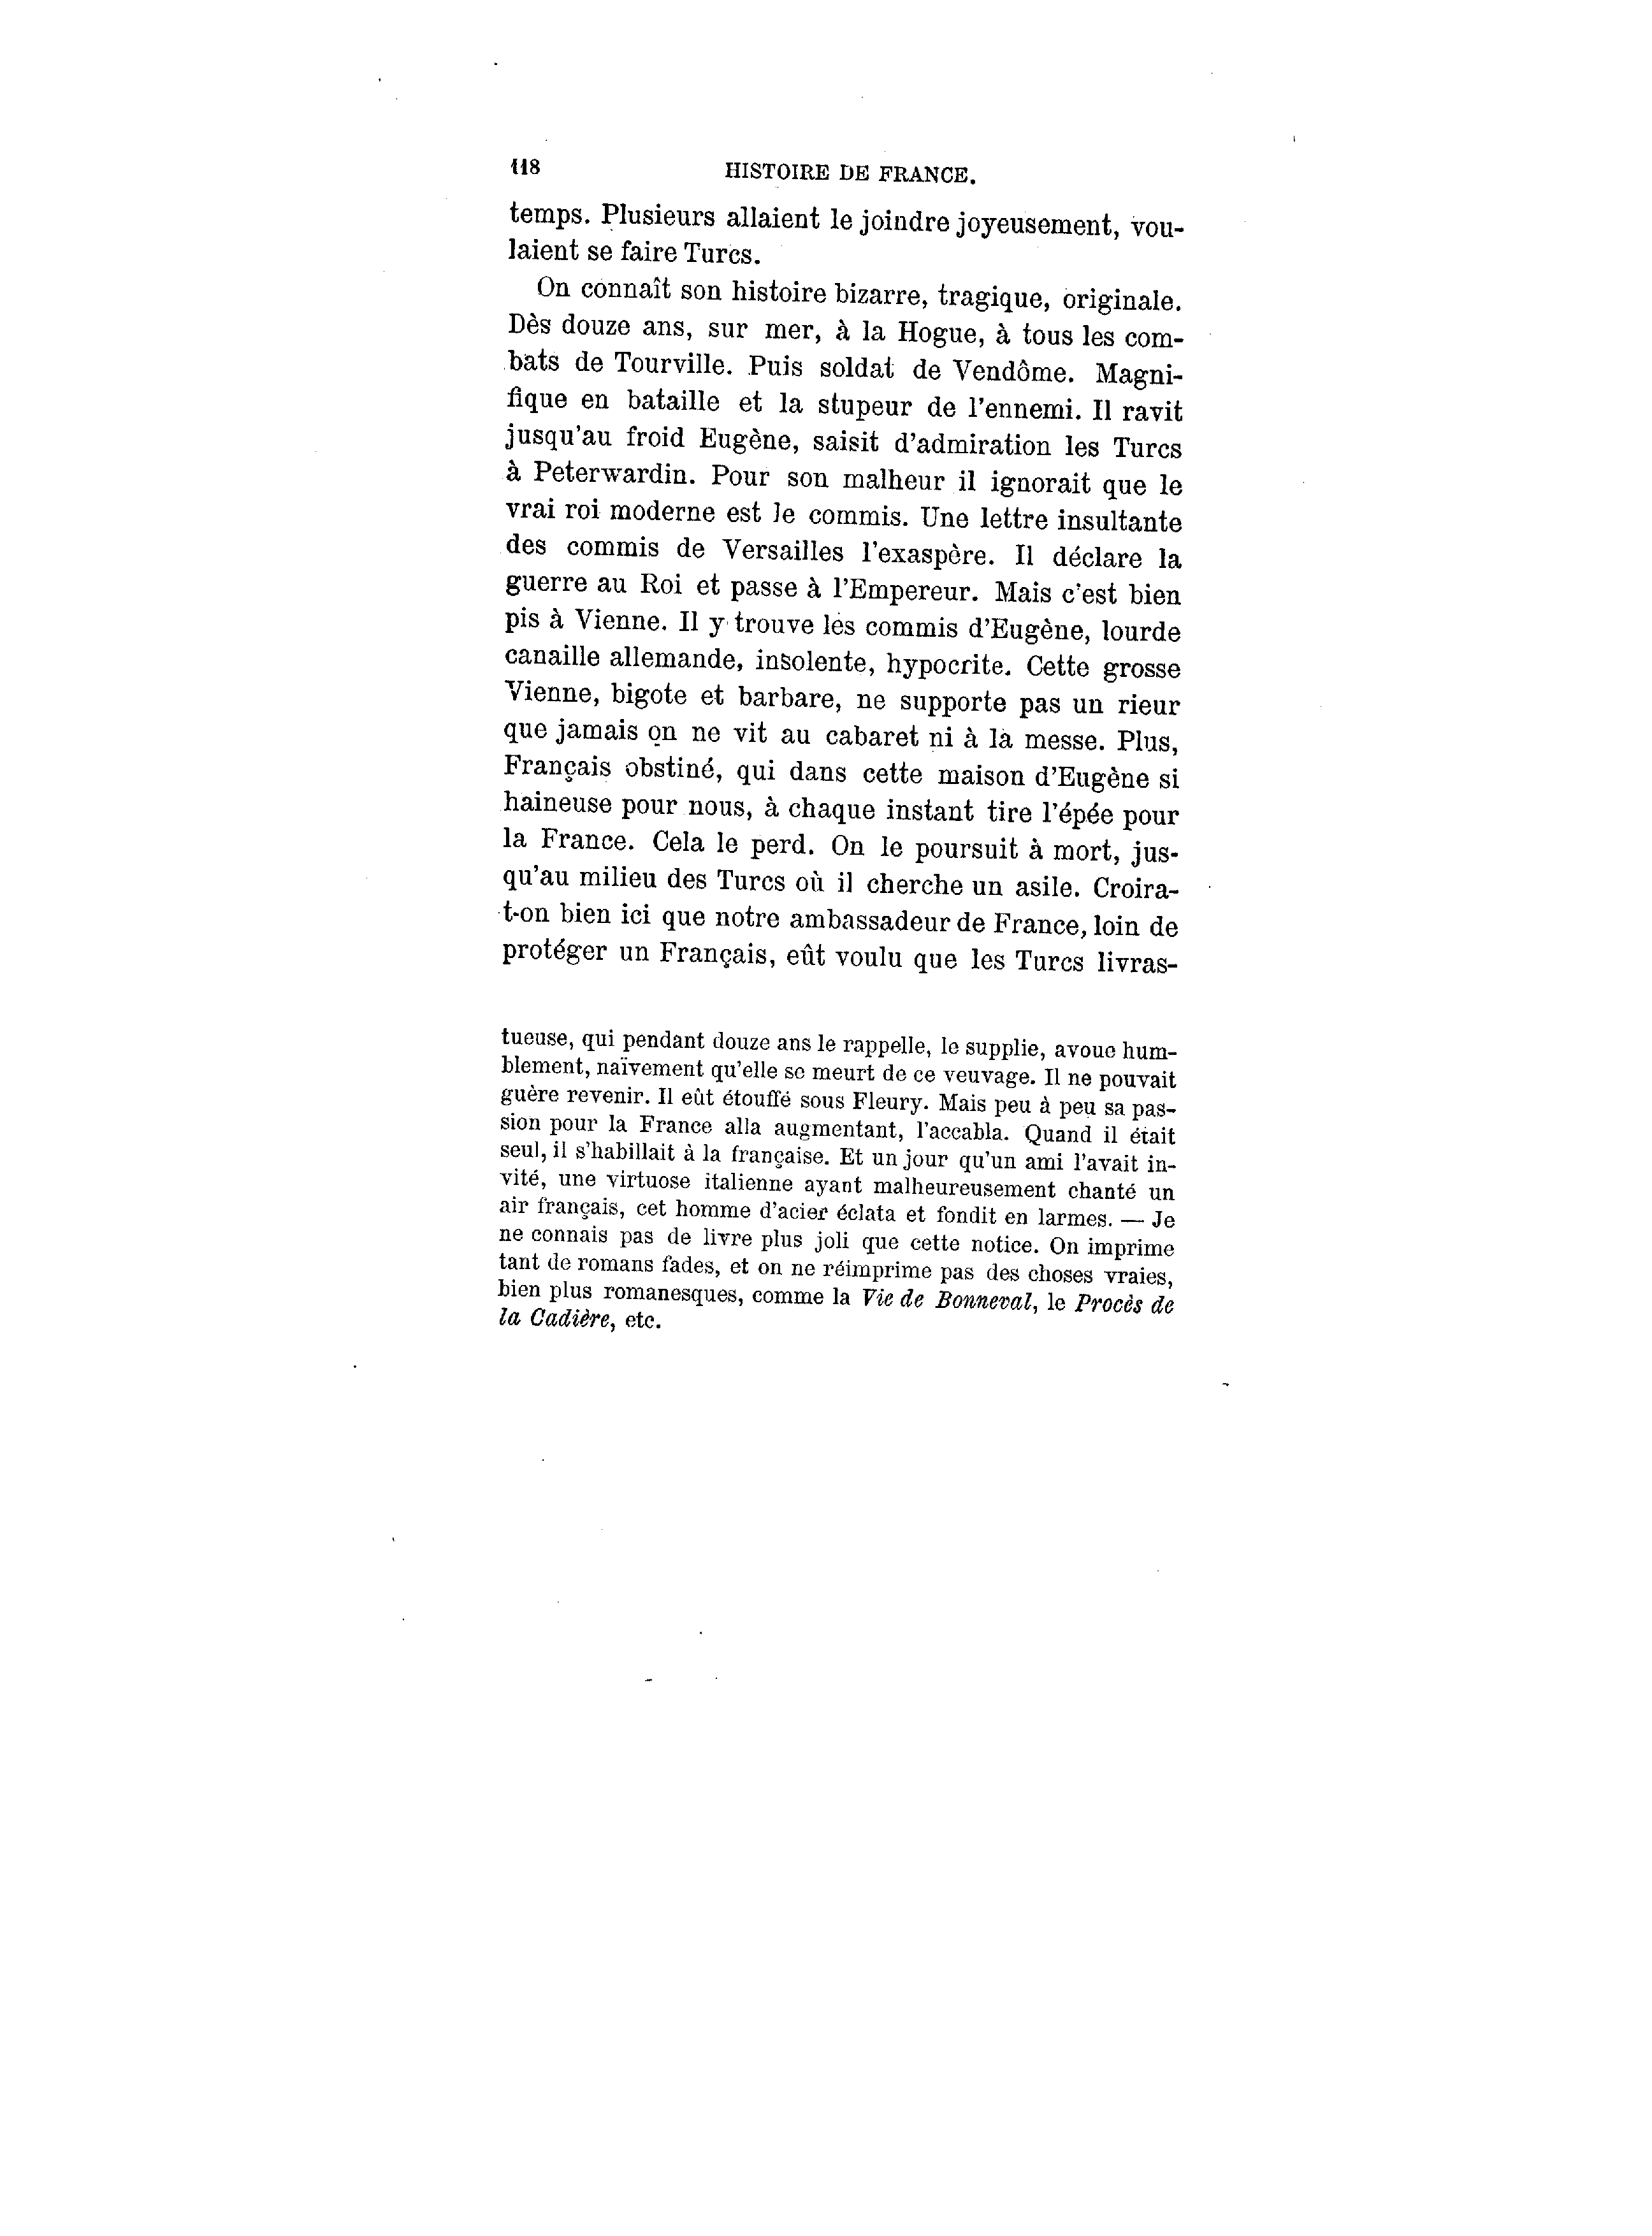 118 HISTOIRE DE FRANCE.
temps. Plusieurs allaient le joindre joyeusement, vou-
laient se faire Turcs.
On connaît son histoire bizarre, tragique, originale.
Dès douze ans, sur mer, à la Hogue, à tous les com-
bats de Tourville. Puis soldat de Vendôme. Magni-
fique en bataille et la stupeur de l'ennemi. Il ravit
jusqu'au froid Eugène, saisit d'admiration les Turcs
à Peterwardin. Pour son malheur il ignorait que le
vrai roi moderne est le commis. Une lettre insultante
des commis de Versailles l'exaspère. Il déclare la
guerre au Roi et passe à l'Empereur. Mais c'est bien
pis à Vienne. Il y trouve les commis d'Eugène, lourde
canaille allemande, insolente, hypocrite. Cette grosse
Vienne, bigote et barbare, ne supporte pas un rieur
que jamais on ne vit au cabaret ni à la messe. Plus,
Français obstiné, qui dans cette maison d'Eugène si
haineuse pour nous, à chaque instant tire l'épée pour
la France. Cela le perd. On le poursuit à mort, jus-
qu'au milieu des Turcs où il cherche un asile. Croira-
t-on bien ici que notre ambassadeur de France, loin de
protéger un Français, eût voulu que les Turcs livras-
tueuse, qui pendant douze ans le rappelle, le supplie, avoue hum-
blement, naïvement qu'elle se meurt de ce veuvage. Il ne pouvait
guère revenir. Il eût étouffé sous Fleury. Mais peu à peu sa pas-
sion pour la France alla augmentant, l'accabla. Quand il était
seul, il s'habillait à la française. Et un jour qu'un ami l'avait in-
vité, une virtuose italienne ayant malheureusement chanté un
air français, cet homme d'acier éclata et fondit en larmes. — Je
ne connais pas de livre plus joli que cette notice. On imprime
tant de romans fades, et on ne réimprime pas des choses vraies,
bien plus romanesques, comme la Vie de Bonneval, le Procès de
la Cadière, etc.